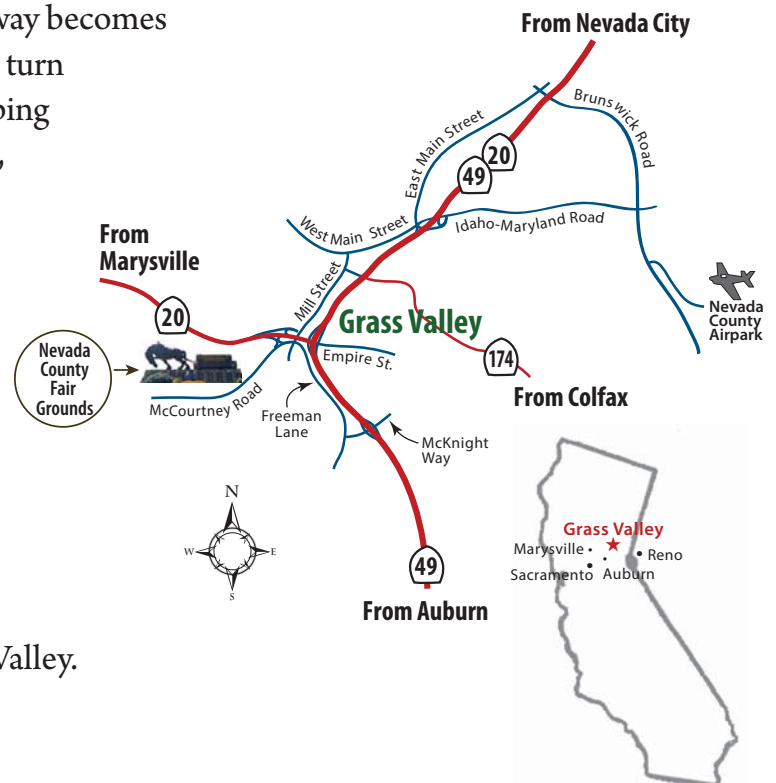 way becomes
turn
ping
,
Valley.
From Nevada City
East Main Street
Brunswick Road
20
49
West Main Street
Idaho-Maryland Road
From
Marysville
20
Mill Street
Grass Valley
Nevada
County
Airpark
Nevada
County
Fair
Grounds
Empire St.
174
From Colfax
McCourtney Road
Freeman
Lane
McKnight
Way
N
W
E
S
49
From Auburn
Grass Valley
Marysville
Reno
Sacramento
Auburn